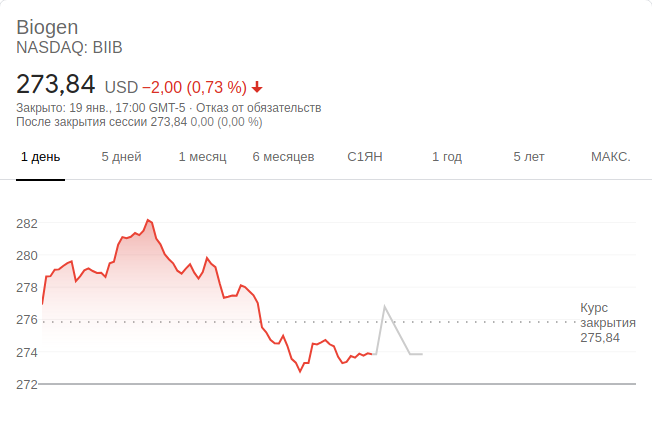 Biogen
NASDAQ: BIIB
273,84 USD −2,00 (0,73 %)
Закрыто: 19 янв., 17:00 GMT-5 · Отказ от обязательств
После закрытия сессии 273,84 0,00 (0,00 %)
1 день 5 дней 1 месяц 6 месяцев С1ЯН 1 год 5 лет МАКС.
282
280
278
276
274
272
Курс
закрытия
275,84